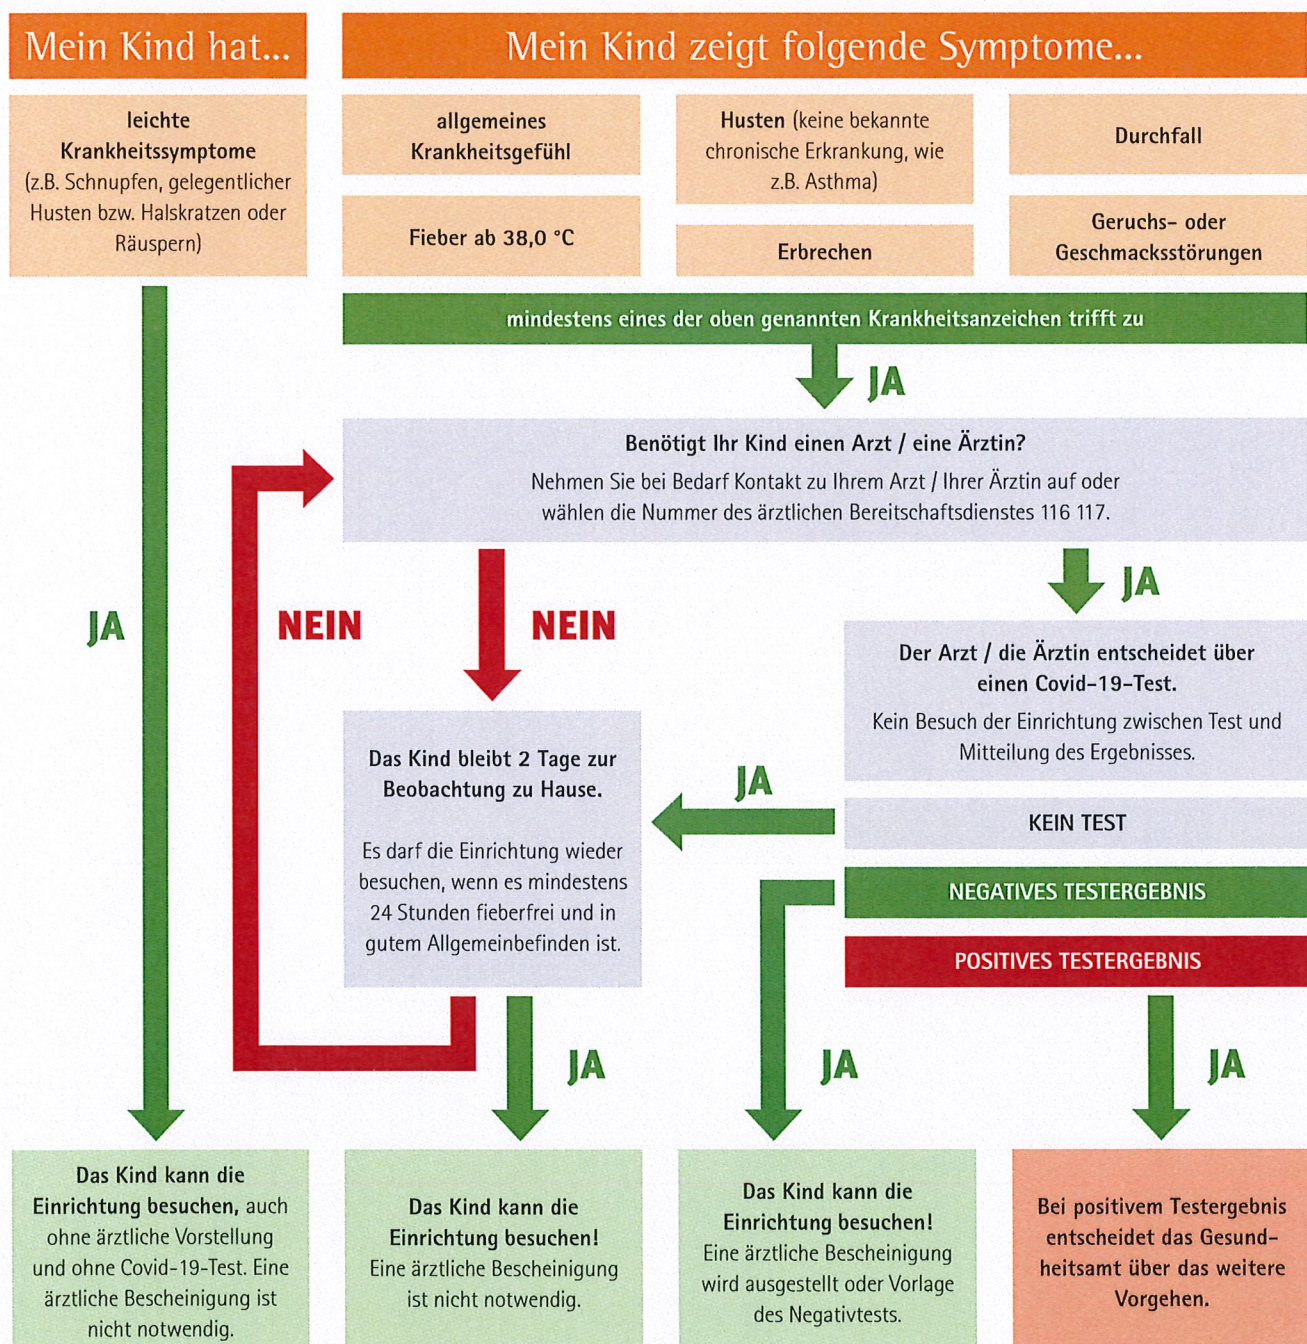 Mein Kind hat...
leichte
Krankheitssymptome
(z.B. Schnupfen, gelegentlicher
Husten bzw. Halskratzen oder
Räuspern)
Mein Kind zeigt folgende Symptome...
allgemeines
Krankheitsgefühl
Husten (keine bekannte
chronische Erkrankung, wie
z.B. Asthma)
Durchfall
Fieber ab 38,0 °C
Erbrechen
Geruchs- oder
Geschmacksstörungen
mindestens eines der oben genannten Krankheitsanzeichen trifft zu
JA
Benötigt Ihr Kind einen Arzt / eine Ärztin?
Nehmen Sie bei Bedarf Kontakt zu Ihrem Arzt / Ihrer Ärztin auf oder
wählen die Nummer des ärztlichen Bereitschaftsdienstes 116 117.
JA
NEIN
NEIN
JA
Der Arzt / die Ärztin entscheidet über
einen Covid-19-Test.
Kein Besuch der Einrichtung zwischen Test und
Mitteilung des Ergebnisses.
Das Kind bleibt 2 Tage zur
Beobachtung zu Hause.
Es darf die Einrichtung wieder
besuchen, wenn es mindestens
24 Stunden fieberfrei und in
gutem Allgemeinbefinden ist.
JA
KEIN TEST
NEGATIVES TESTERGEBNIS
POSITIVES TESTERGEBNIS
JA
JA
JA
Das Kind kann die
Einrichtung besuchen, auch
ohne ärztliche Vorstellung
und ohne Covid-19-Test. Eine
ärztliche Bescheinigung ist
nicht notwendig.
Das Kind kann die
Einrichtung besuchen!
Eine ärztliche Bescheinigung
ist nicht notwendig.
Das Kind kann die
Einrichtung besuchen!
Eine ärztliche Bescheinigung
wird ausgestellt oder Vorlage
des Negativtests.
Bei positivem Testergebnis
entscheidet das Gesund-
heitsamt über das weitere
Vorgehen.